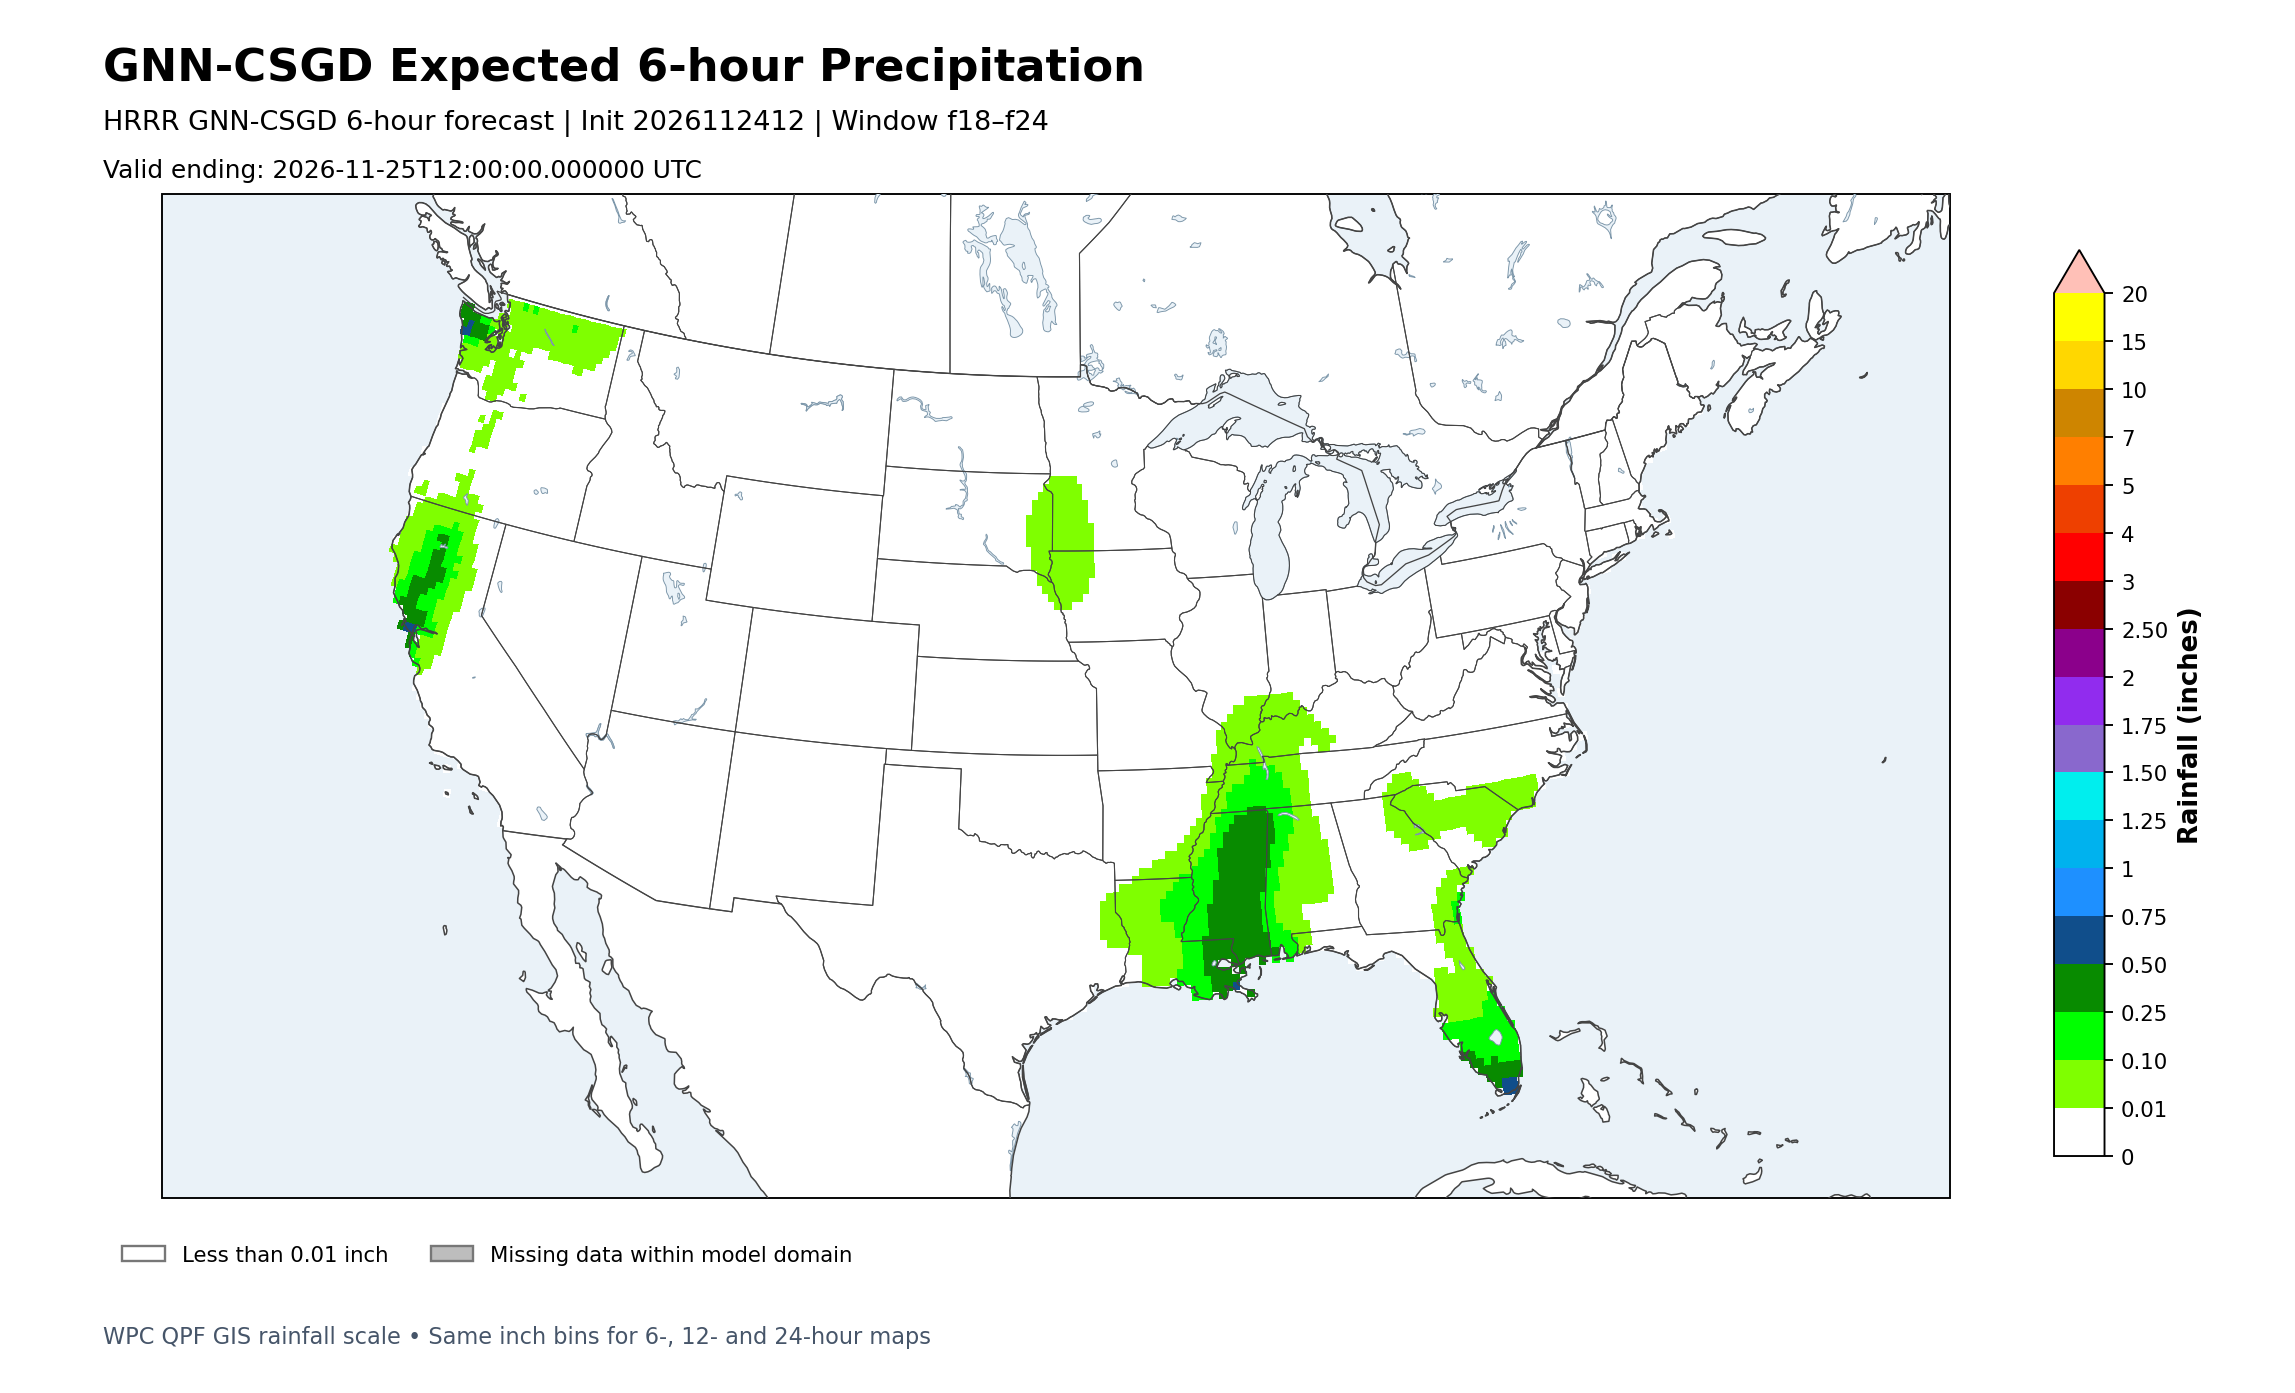 GNN-CSGD Expected 6-hour Precipitation
HRRR GNN-CSGD 6-hour forecast | Init 2026112412 | Window f18–f24
Valid ending: 2026-11-25T12:00:00.000000 UTC
20
15
10
7
5
4
3
2.50
2
1.75
1.50
1.25
1
0.75
0.50
0.25
0.10
0.01
0
Rainfall (inches)
Less than 0.01 inch
Missing data within model domain
WPC QPF GIS rainfall scale • Same inch bins for 6-, 12- and 24-hour maps